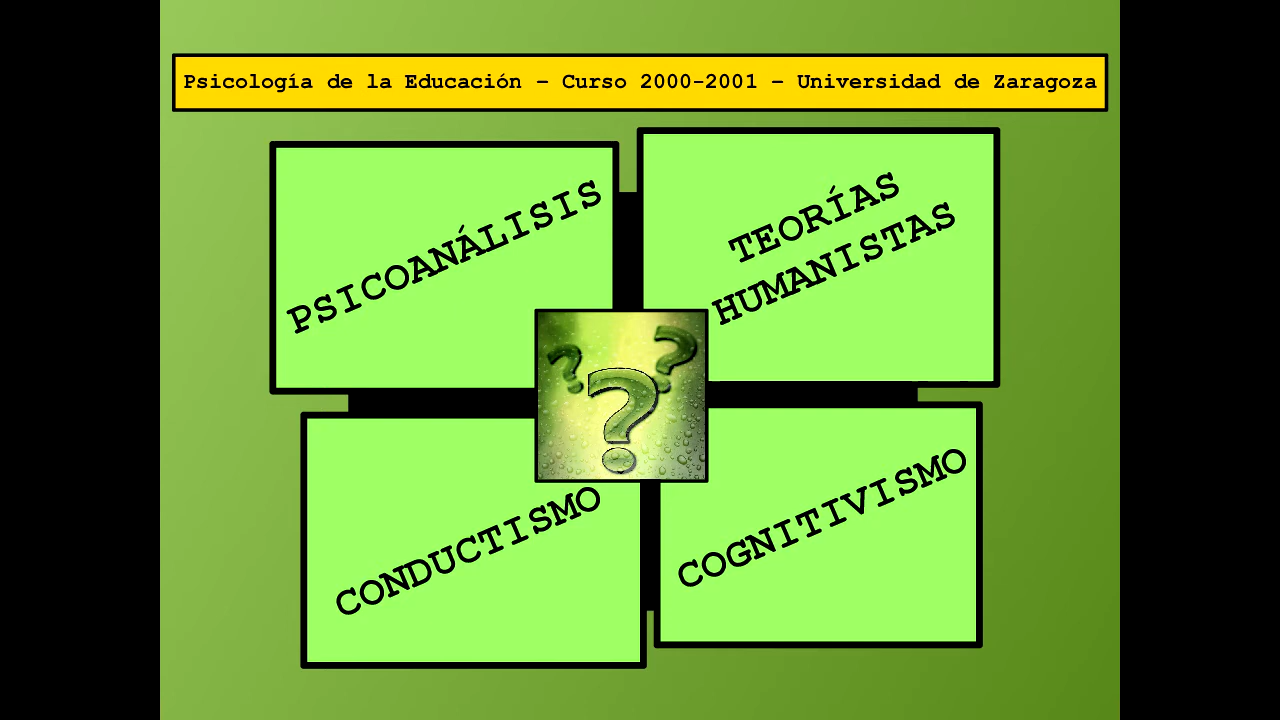 Psicología de la Educación – Curso 2000-2001 – Universidad de Zaragoza
PSICOANÁLISIS
TEORÍAS
HUMANISTAS
? ? ?
CONDUCTISMO
COGNITIVISMO